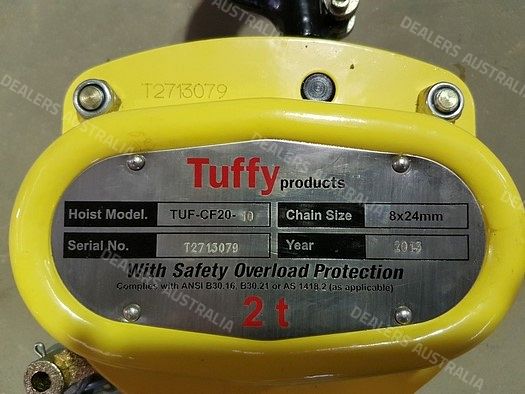 T2713079
Tuffy products
Hoist Model. TUF-CF20-10 Chain Size 8x24mm
Serial No. T2713079 Year 2013
With Safety Overload Protection
Complies with ANSI B30.16, B30.21 or AS 1418.2 (as applicable)
2 t
DEALERS AUSTRALIA